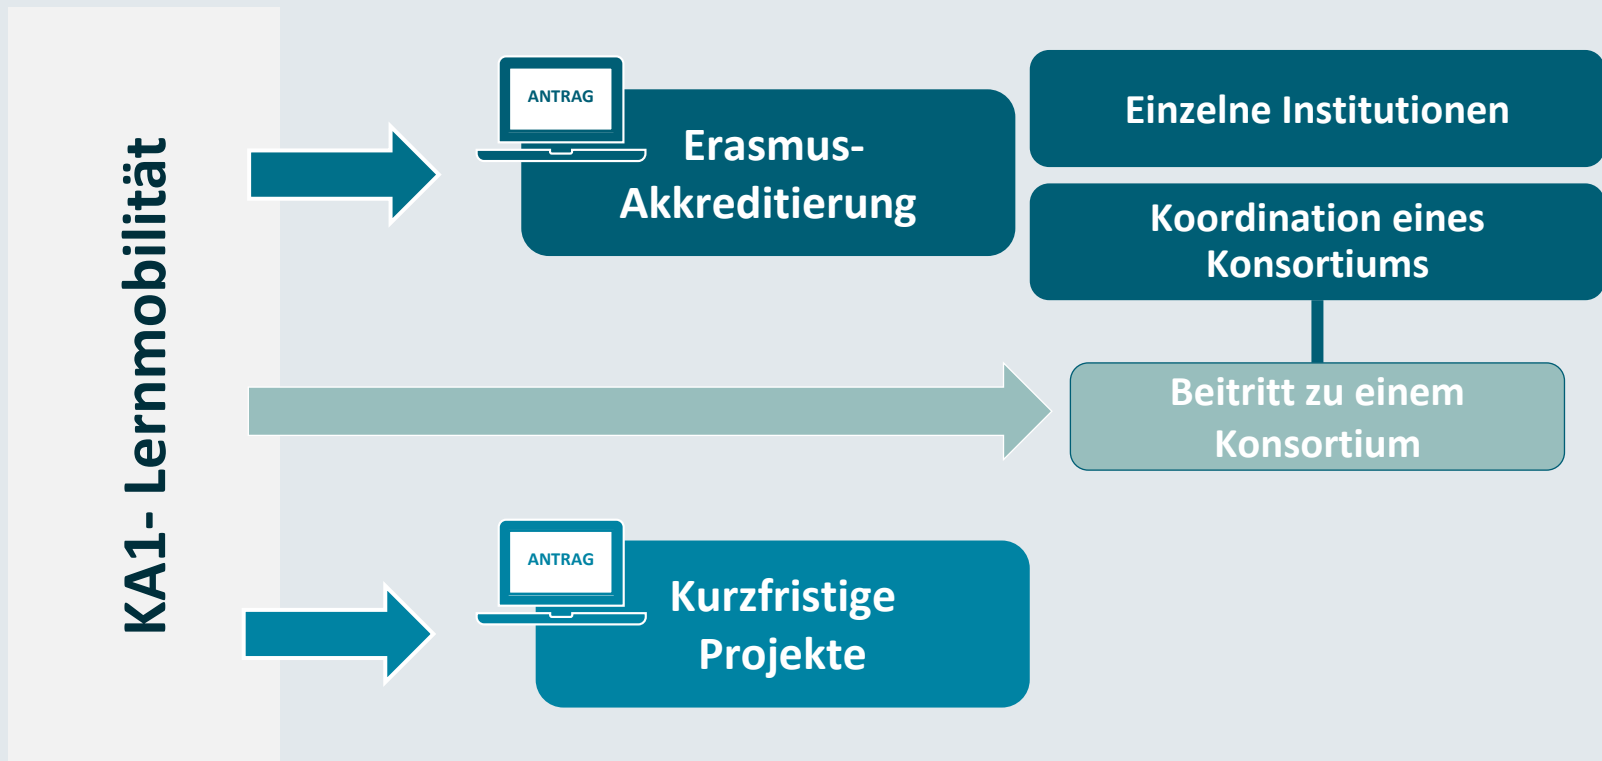 KA1- Lernmobilität
ANTRAG
Erasmus-
Akkreditierung
Einzelne Institutionen
Koordination eines
Konsortiums
Beitritt zu einem
Konsortium
ANTRAG
Kurzfristige
Projekte